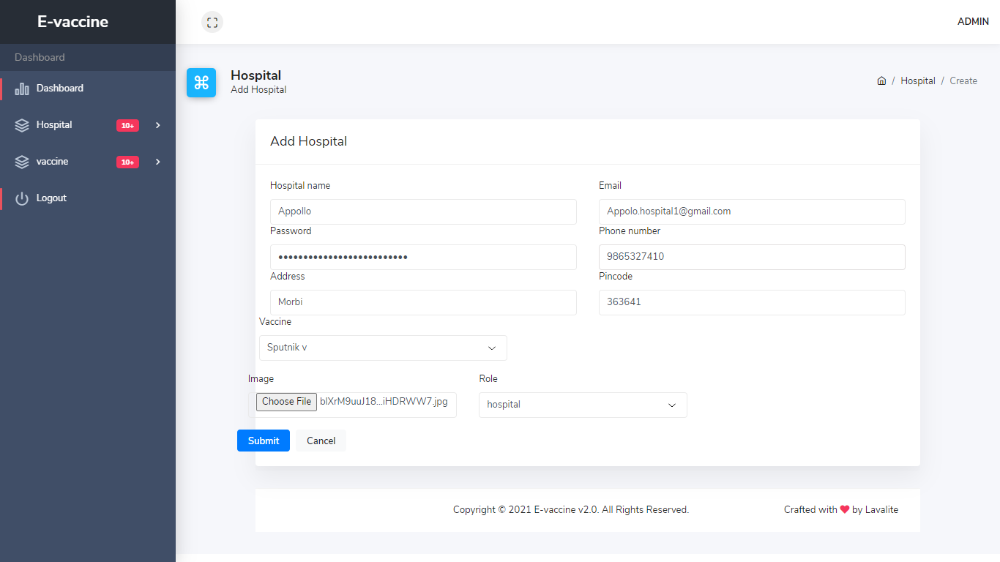 E-vaccine
ADMIN
Dashboard
Dashboard
Hospital 10+
vaccine 10+
Logout
Hospital
Add Hospital
/ Hospital / Create
Add Hospital
Hospital name
Appollo
Email
Appolo.hospital1@gmail.com
Password
••••••••••••••••••••••••••
Phone number
9865327410
Address
Morbi
Pincode
363641
Vaccine
Sputnik v
Image
Choose File blXrM9uuJ18...iHDRWW7.jpg
Role
hospital
Submit
Cancel
Copyright © 2021 E-vaccine v2.0. All Rights Reserved.
Crafted with ❤ by Lavalite